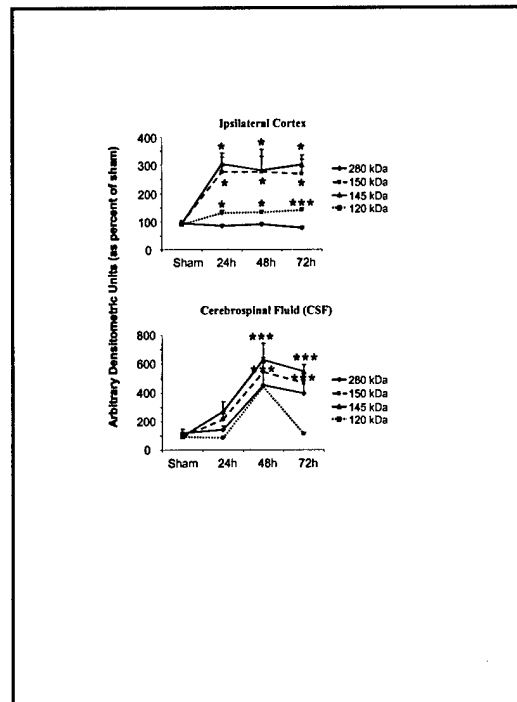 Arbitrary Densitometric Units (as percent of sham)
Ipsilateral Cortex
400
300
200
100
0
Sham 24h 48h 72h
280 kDa
150 kDa
145 kDa
120 kDa
Cerebrospinal Fluid (CSF)
800
600
400
200
0
Sham 24h 48h 72h
280 kDa
150 kDa
145 kDa
120 kDa